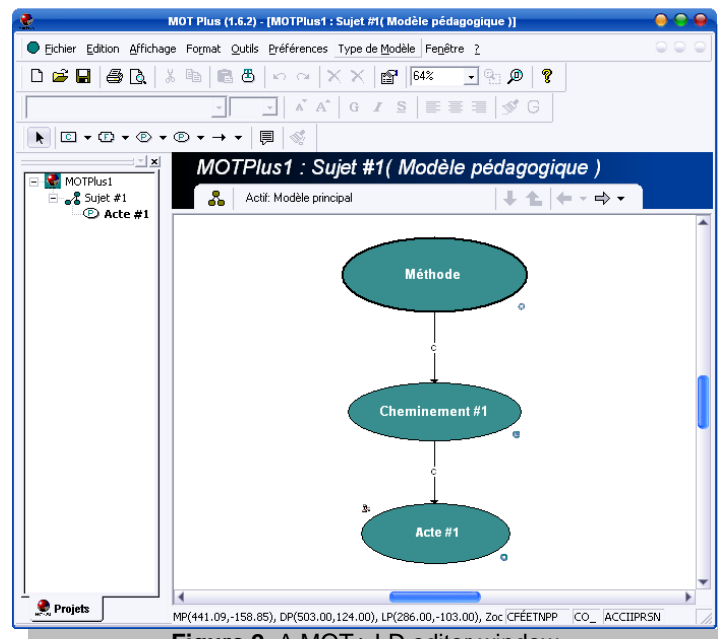 MOT Plus (1.6.2) - [MOTPlus1 : Sujet #1( Modèle pédagogique )]
Fichier Edition Affichage Format Outils Préférences Type de Modèle Fenêtre ?
64%
G I S G
C F P P
MOTPlus1
Sujet #1
P Acte #1
MOTPlus1 : Sujet #1( Modèle pédagogique )
Actif: Modèle principal
Méthode
C
Cheminement #1
C
Acte #1
Projets
MP(441.09,-158.85), DP(503.00,124.00), LP(286.00,-103.00), Zoc CFÉETNPP CO_ ACCIIPRSN